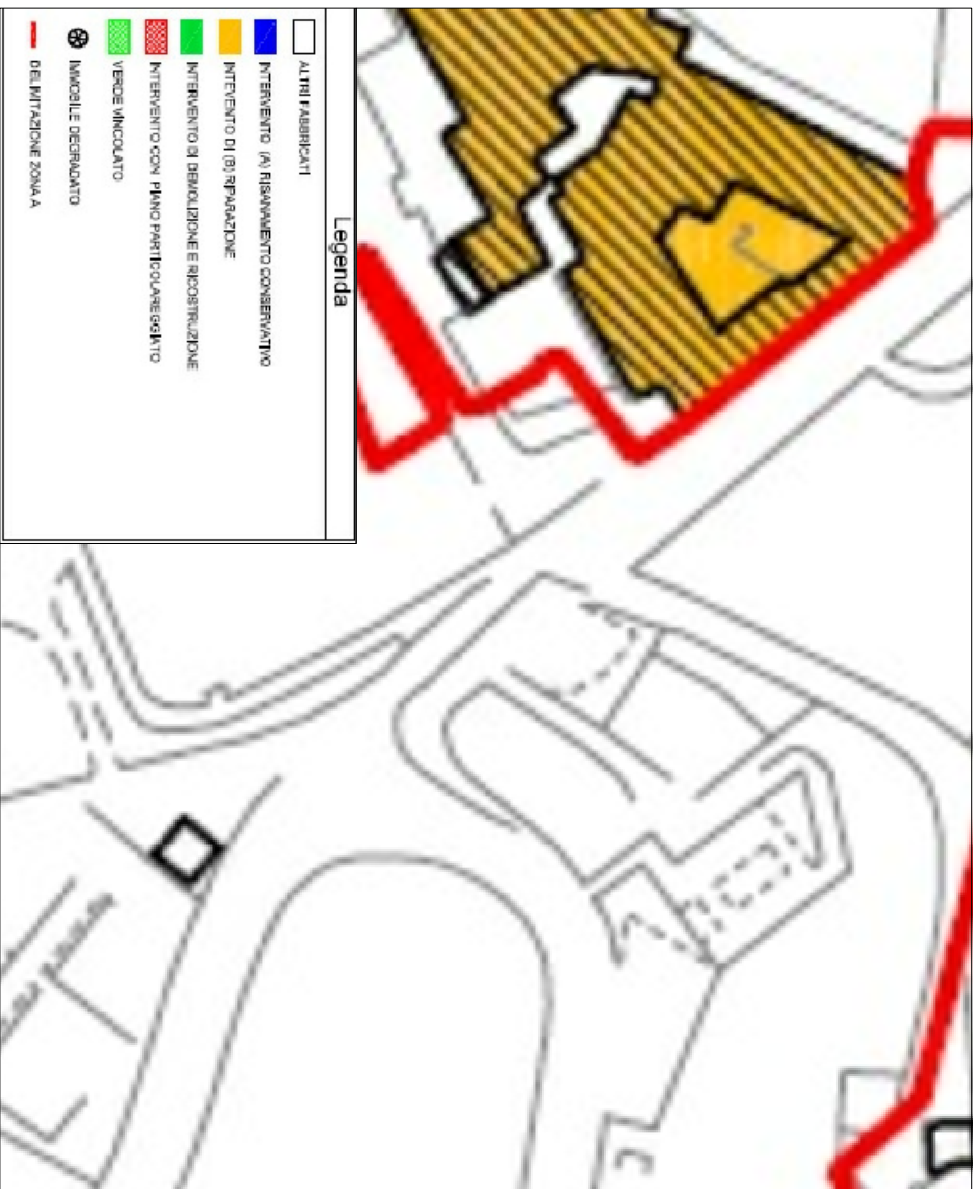 Legenda
ALTRI FABBRICATI
INTERVENTO (A) RISANAMENTO CONSERVATIVO
INTEVENTO DI (B) RIPARAZIONE
INTERVENTO DI DEMOLIZIONE E RICOSTRUZIONE
INTERVENTO CON PIANO PARTICOLAREGGIATO
VERDE VINCOLATO
IMMOBILE DEGRADATO
DELIMITAZIONE ZONA A